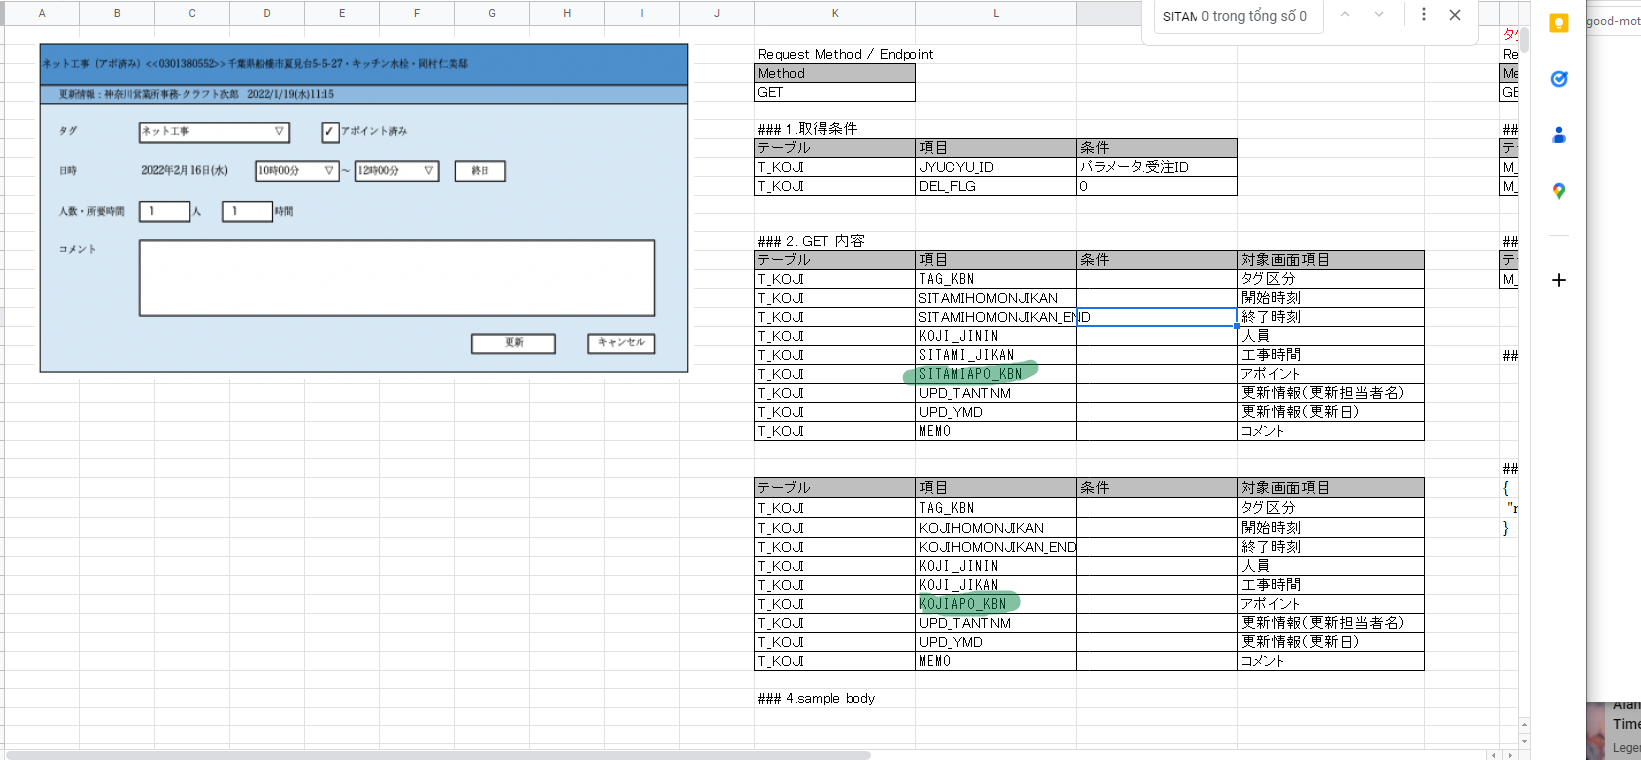 A B C D E F G H I J K L
SITAM 0 trong tổng số 0
good-mot
ネット工事（アポ済み）<<0301380552>>千葉県船橋市夏見台5-5-27・キッチン水栓・岡村仁美邸
更新情報：神奈川営業所事務-クラフト次郎　2022/1/19(水)11:15
タグ ネット工事 ▽ ✓ アポイント済み
日時 2022年2月16日(水) 10時00分 ▽ ～ 12時00分 ▽ 終日
人数・所要時間 1 人 1 時間
コメント
更新 キャンセル
Request Method / Endpoint
Method
GET
### 1.取得条件
テーブル 項目 条件
T_KOJI JYUCYU_ID パラメータ.受注ID
T_KOJI DEL_FLG 0
### 2. GET 内容
テーブル 項目 条件 対象画面項目
T_KOJI TAG_KBN タグ区分
T_KOJI SITAMIHOMONJIKAN 開始時刻
T_KOJI SITAMIHOMONJIKAN_END 終了時刻
T_KOJI KOJI_JININ 人員
T_KOJI SITAMI_JIKAN 工事時間
T_KOJI SITAMIAPO_KBN アポイント
T_KOJI UPD_TANTNM 更新情報(更新担当者名)
T_KOJI UPD_YMD 更新情報(更新日)
T_KOJI MEMO コメント
テーブル 項目 条件 対象画面項目
T_KOJI TAG_KBN タグ区分
T_KOJI KOJIHOMONJIKAN 開始時刻
T_KOJI KOJIHOMONJIKAN_END 終了時刻
T_KOJI KOJI_JININ 人員
T_KOJI KOJI_JIKAN 工事時間
T_KOJI KOJIAPO_KBN アポイント
T_KOJI UPD_TANTNM 更新情報(更新担当者名)
T_KOJI UPD_YMD 更新情報(更新日)
T_KOJI MEMO コメント
### 4.sample body
タ
Re
Me
GE
##
テ
M_
M_
##
テ
M_
##
##
{
"r
}
Alan
Time
Leger